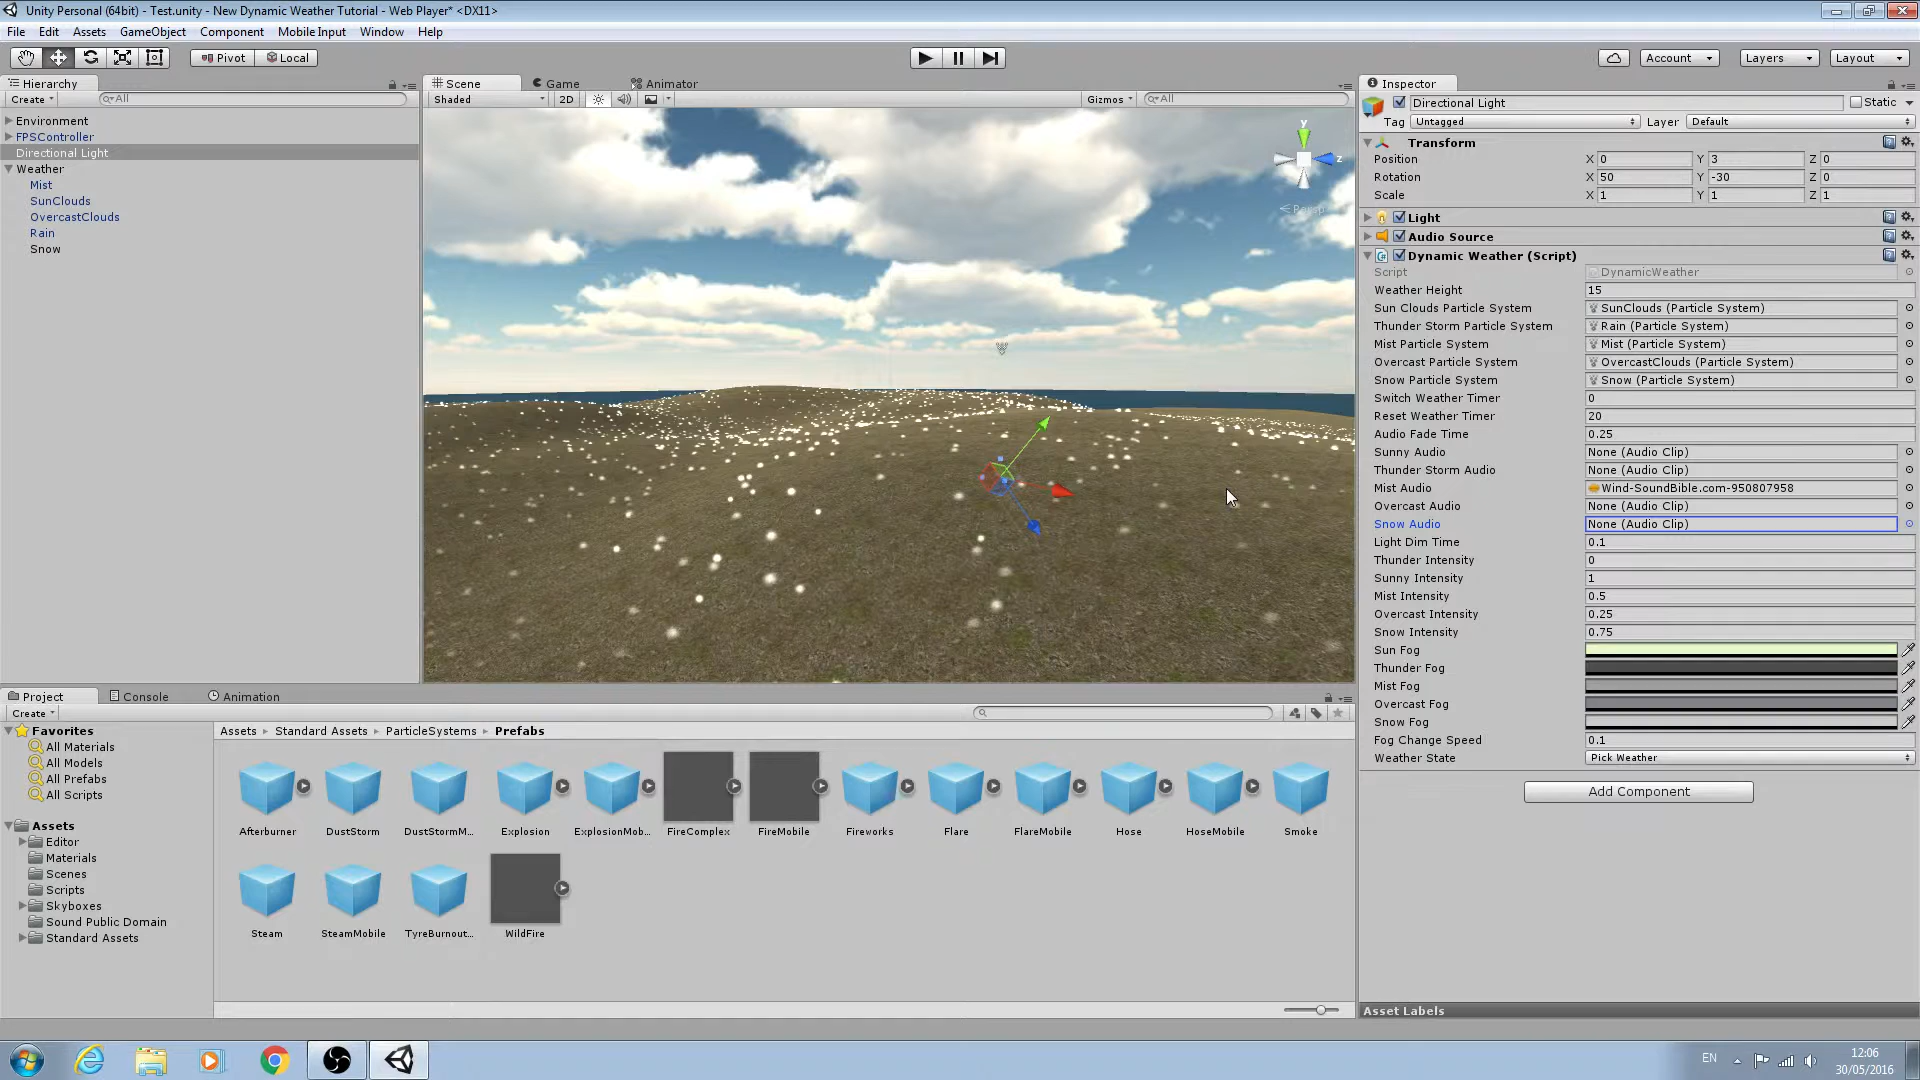 Unity Personal (64bit) - Test.unity - New Dynamic Weather Tutorial - Web Player* <DX11>
File Edit Assets GameObject Component Mobile Input Window Help
Pivot Local Account Layers Layout
Hierarchy
Create All
Environment
FPSController
Directional Light
Weather
Mist
SunClouds
OvercastClouds
Rain
Snow
Scene Game Animator
Shaded 2D Gizmos All
y
z
Persp
Inspector
Directional Light Static
Tag Untagged Layer Default
Transform
Position X 0 Y 3 Z 0
Rotation X 50 Y -30 Z 0
Scale X 1 Y 1 Z 1
Light
Audio Source
Dynamic Weather (Script)
Script DynamicWeather
Weather Height 15
Sun Clouds Particle System SunClouds (Particle System)
Thunder Storm Particle System Rain (Particle System)
Mist Particle System Mist (Particle System)
Overcast Particle System OvercastClouds (Particle System)
Snow Particle System Snow (Particle System)
Switch Weather Timer 0
Reset Weather Timer 20
Audio Fade Time 0.25
Sunny Audio None (Audio Clip)
Thunder Storm Audio None (Audio Clip)
Mist Audio Wind-SoundBible.com-950807958
Overcast Audio None (Audio Clip)
Snow Audio None (Audio Clip)
Light Dim Time 0.1
Thunder Intensity 0
Sunny Intensity 1
Mist Intensity 0.5
Overcast Intensity 0.25
Snow Intensity 0.75
Sun Fog
Thunder Fog
Mist Fog
Overcast Fog
Snow Fog
Fog Change Speed 0.1
Weather State Pick Weather
Add Component
Asset Labels
Project Console Animation
Create
Favorites
All Materials
All Models
All Prefabs
All Scripts
Assets
Editor
Materials
Scenes
Scripts
Skyboxes
Sound Public Domain
Standard Assets
Assets Standard Assets ParticleSystems Prefabs
Afterburner DustStorm DustStormM... Explosion ExplosionMob... FireComplex FireMobile Fireworks Flare FlareMobile Hose HoseMobile Smoke
Steam SteamMobile TyreBurnout... WildFire
EN
12:06
30/05/2016